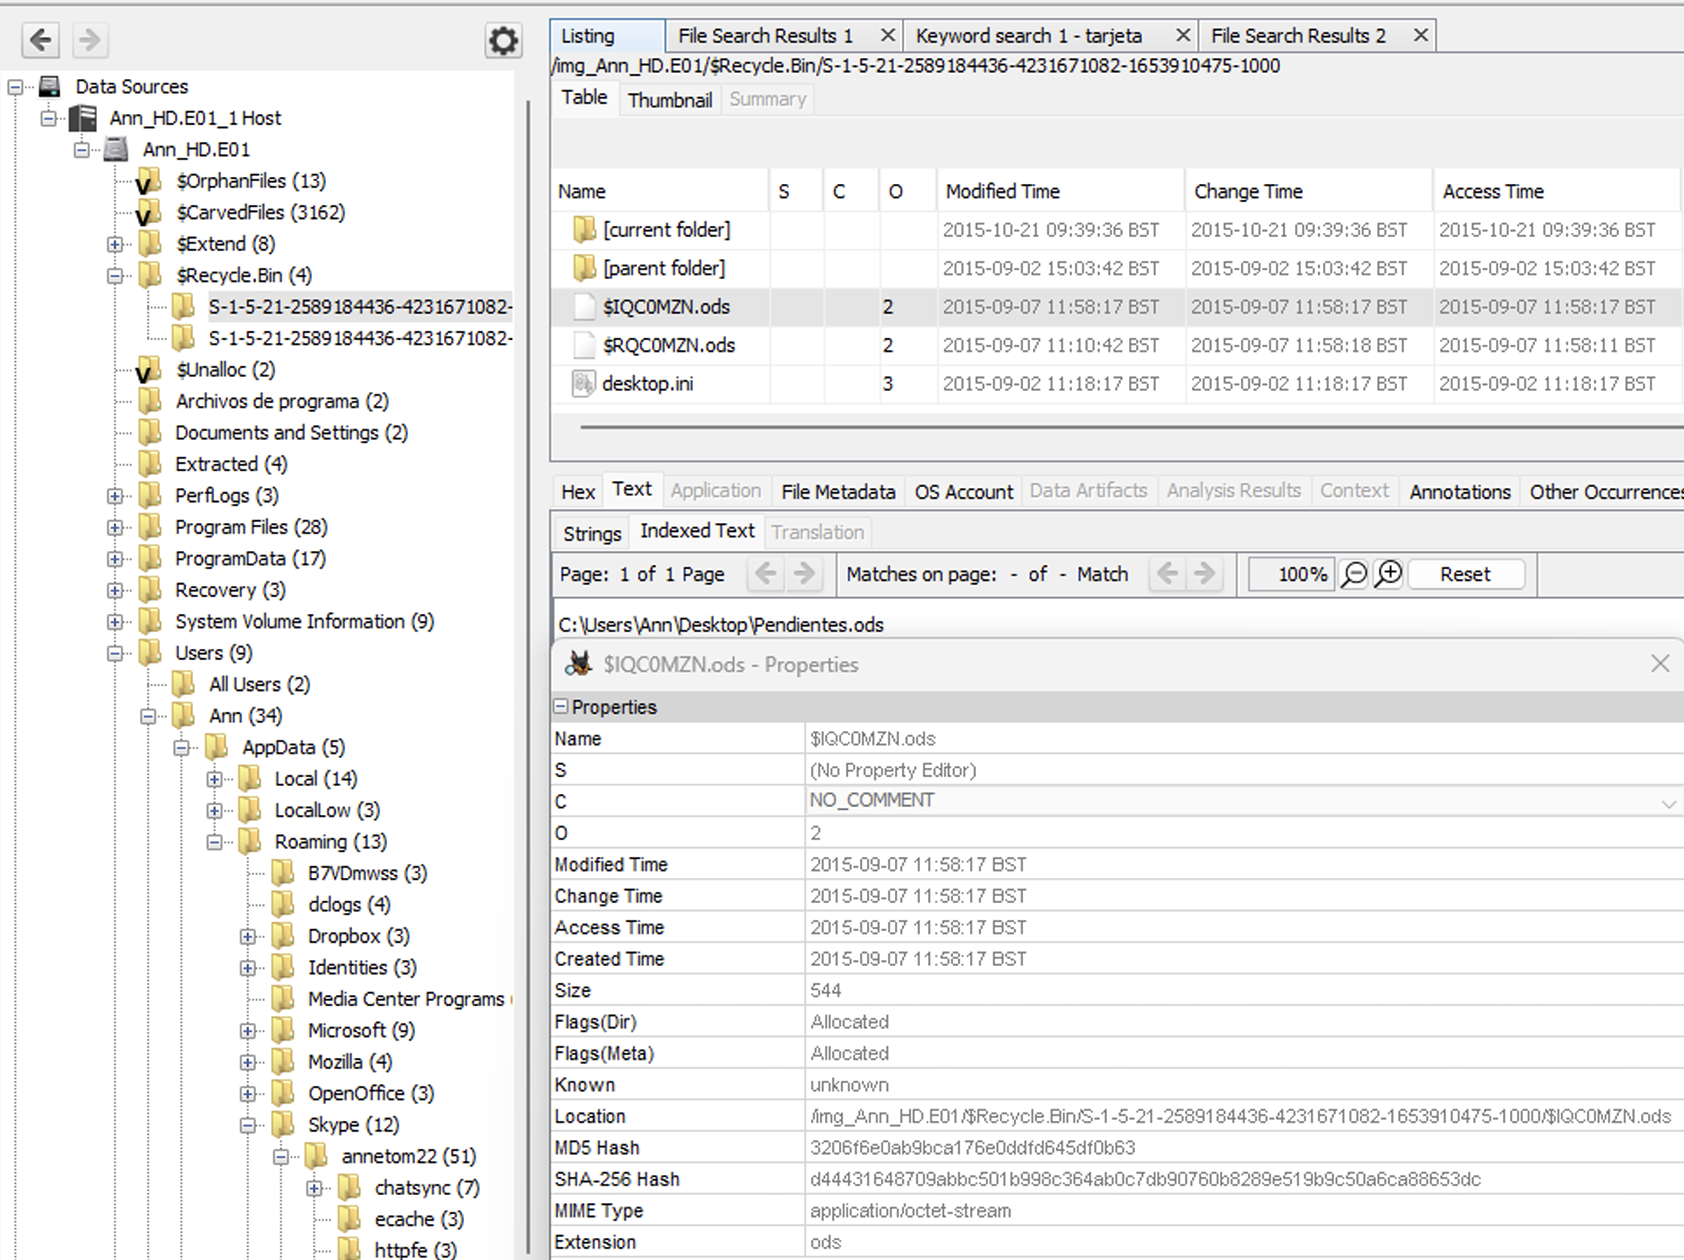 Data Sources
Ann_HD.E01_1 Host
Ann_HD.E01
$OrphanFiles (13)
$CarvedFiles (3162)
$Extend (8)
$Recycle.Bin (4)
S-1-5-21-2589184436-4231671082-
S-1-5-21-2589184436-4231671082-
$Unalloc (2)
Archivos de programa (2)
Documents and Settings (2)
Extracted (4)
PerfLogs (3)
Program Files (28)
ProgramData (17)
Recovery (3)
System Volume Information (9)
Users (9)
All Users (2)
Ann (34)
AppData (5)
Local (14)
LocalLow (3)
Roaming (13)
B7VDmwss (3)
dclogs (4)
Dropbox (3)
Identities (3)
Media Center Programs
Microsoft (9)
Mozilla (4)
OpenOffice (3)
Skype (12)
annetom22 (51)
chatsync (7)
ecache (3)
httpfe (3)
Listing File Search Results 1 Keyword search 1 - tarjeta File Search Results 2
/img_Ann_HD.E01/$Recycle.Bin/S-1-5-21-2589184436-4231671082-1653910475-1000
Table Thumbnail Summary
Name S C O Modified Time Change Time Access Time
[current folder] 2015-10-21 09:39:36 BST 2015-10-21 09:39:36 BST 2015-10-21 09:39:36 BST
[parent folder] 2015-09-02 15:03:42 BST 2015-09-02 15:03:42 BST 2015-09-02 15:03:42 BST
$IQC0MZN.ods 2 2015-09-07 11:58:17 BST 2015-09-07 11:58:17 BST 2015-09-07 11:58:17 BST
$RQC0MZN.ods 2 2015-09-07 11:10:42 BST 2015-09-07 11:58:18 BST 2015-09-07 11:58:11 BST
desktop.ini 3 2015-09-02 11:18:17 BST 2015-09-02 11:18:17 BST 2015-09-02 11:18:17 BST
Hex Text Application File Metadata OS Account Data Artifacts Analysis Results Context Annotations Other Occurrences
Strings Indexed Text Translation
Page: 1 of 1 Page Matches on page: - of - Match 100% Reset
C:\Users\Ann\Desktop\Pendientes.ods
$IQC0MZN.ods - Properties
Properties
Name $IQC0MZN.ods
S (No Property Editor)
C NO_COMMENT
O 2
Modified Time 2015-09-07 11:58:17 BST
Change Time 2015-09-07 11:58:17 BST
Access Time 2015-09-07 11:58:17 BST
Created Time 2015-09-07 11:58:17 BST
Size 544
Flags(Dir) Allocated
Flags(Meta) Allocated
Known unknown
Location /img_Ann_HD.E01/$Recycle.Bin/S-1-5-21-2589184436-4231671082-1653910475-1000/$IQC0MZN.ods
MD5 Hash 3206f6e0ab9bca176e0ddfd645df0b63
SHA-256 Hash d44431648709abbc501b998c364ab0c7db90760b8289e519b9c50a6ca88653dc
MIME Type application/octet-stream
Extension ods